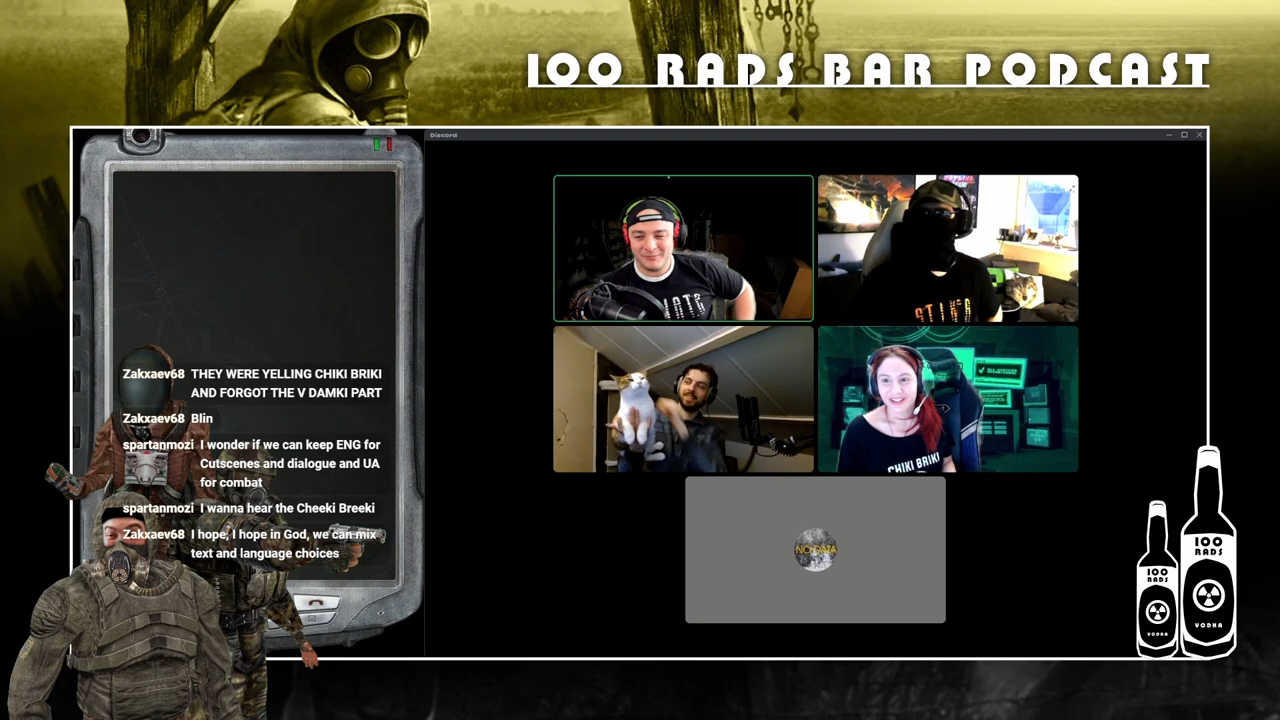 100 RADS BAR PODCAST
Discord
Zakxaev68 THEY WERE YELLING CHIKI BRIKI
AND FORGOT THE V DAMKI PART
Zakxaev68 Blin
spartanmozi I wonder if we can keep ENG for
Cutscenes and dialogue and UA
for combat
spartanmozi I wanna hear the Cheeki Breeki
Zakxaev68 I hope, I hope in God, we can mix
text and language choices
CHIKI BRIKI
NO DATA
100
RADS
VODKA
100
RADS
VODKA